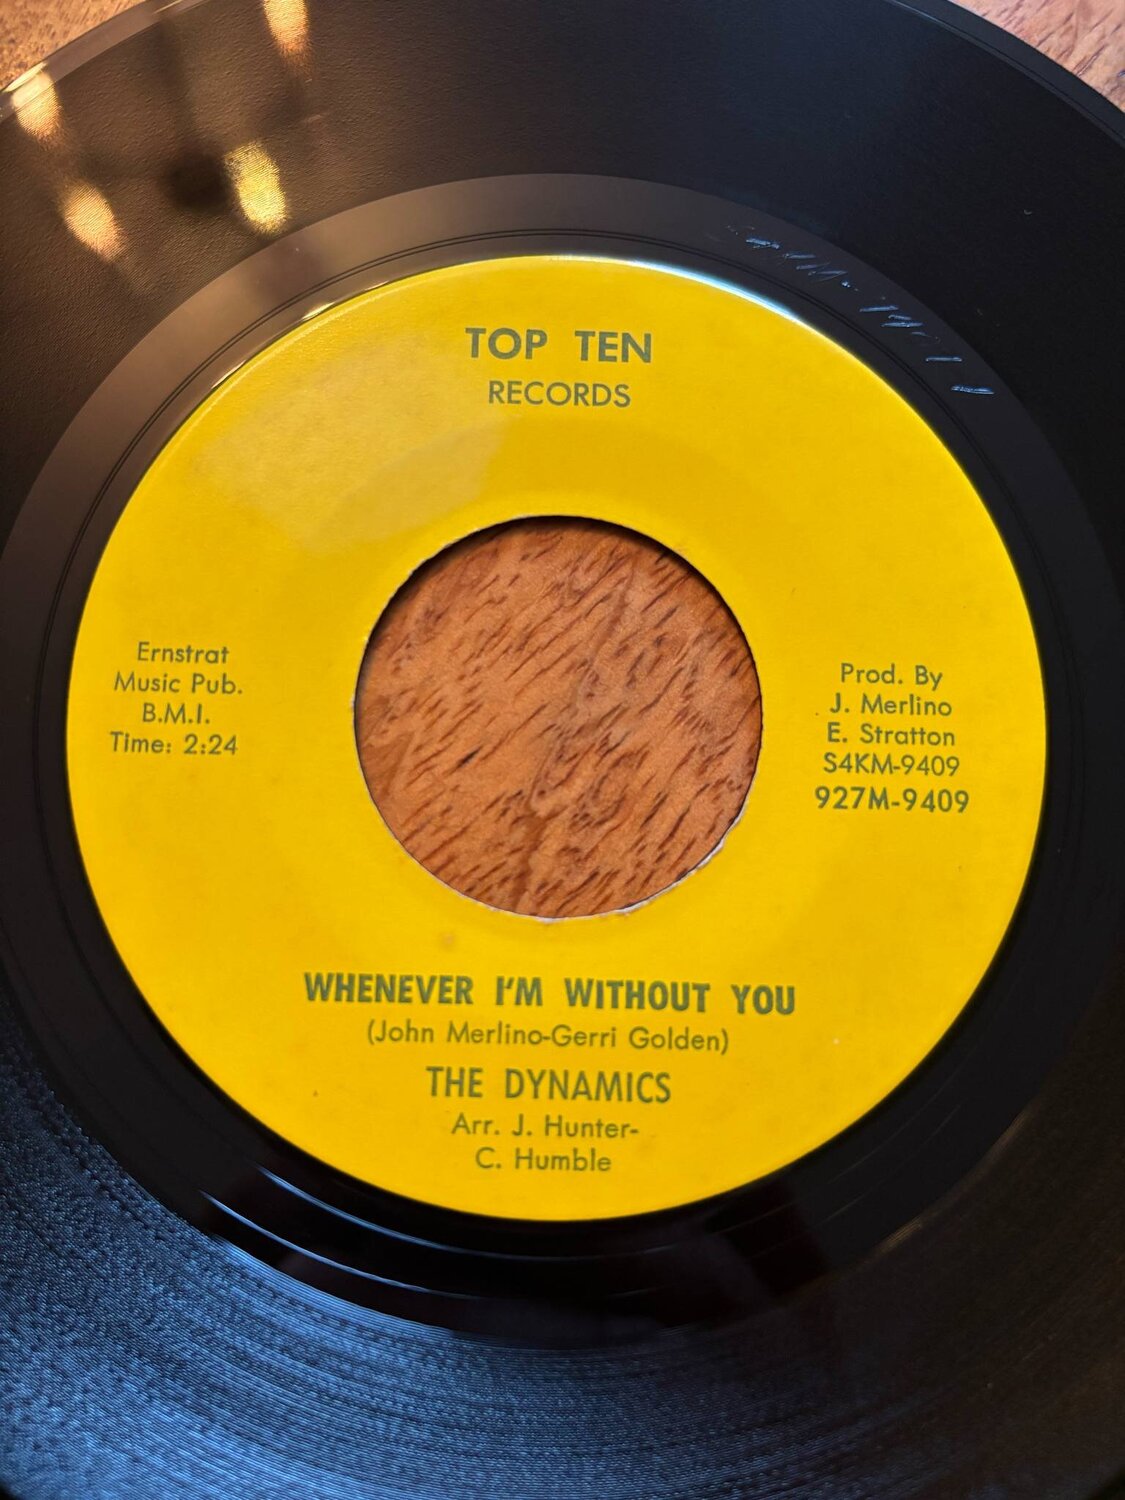 TOP TEN
RECORDS
Ernstrat
Music Pub.
B.M.I.
Time: 2:24
Prod. By
J. Merlino
E. Stratton
S4KM-9409
927M-9409
WHENEVER I'M WITHOUT YOU
(John Merlino-Gerri Golden)
THE DYNAMICS
Arr. J. Hunter-
C. Humble